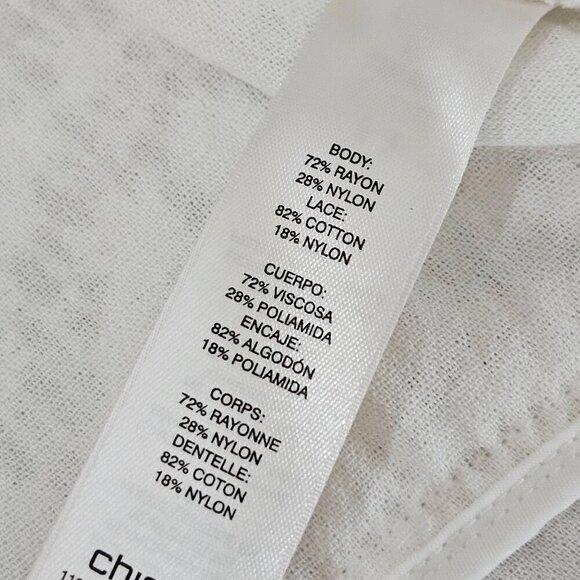 BODY:
72% RAYON
28% NYLON
LACE:
82% COTTON
18% NYLON
CUERPO:
72% VISCOSA
28% POLIAMIDA
ENCAJE:
82% ALGODÓN
18% POLIAMIDA
CORPS:
72% RAYONNE
28% NYLON
DENTELLE:
82% COTON
18% NYLON